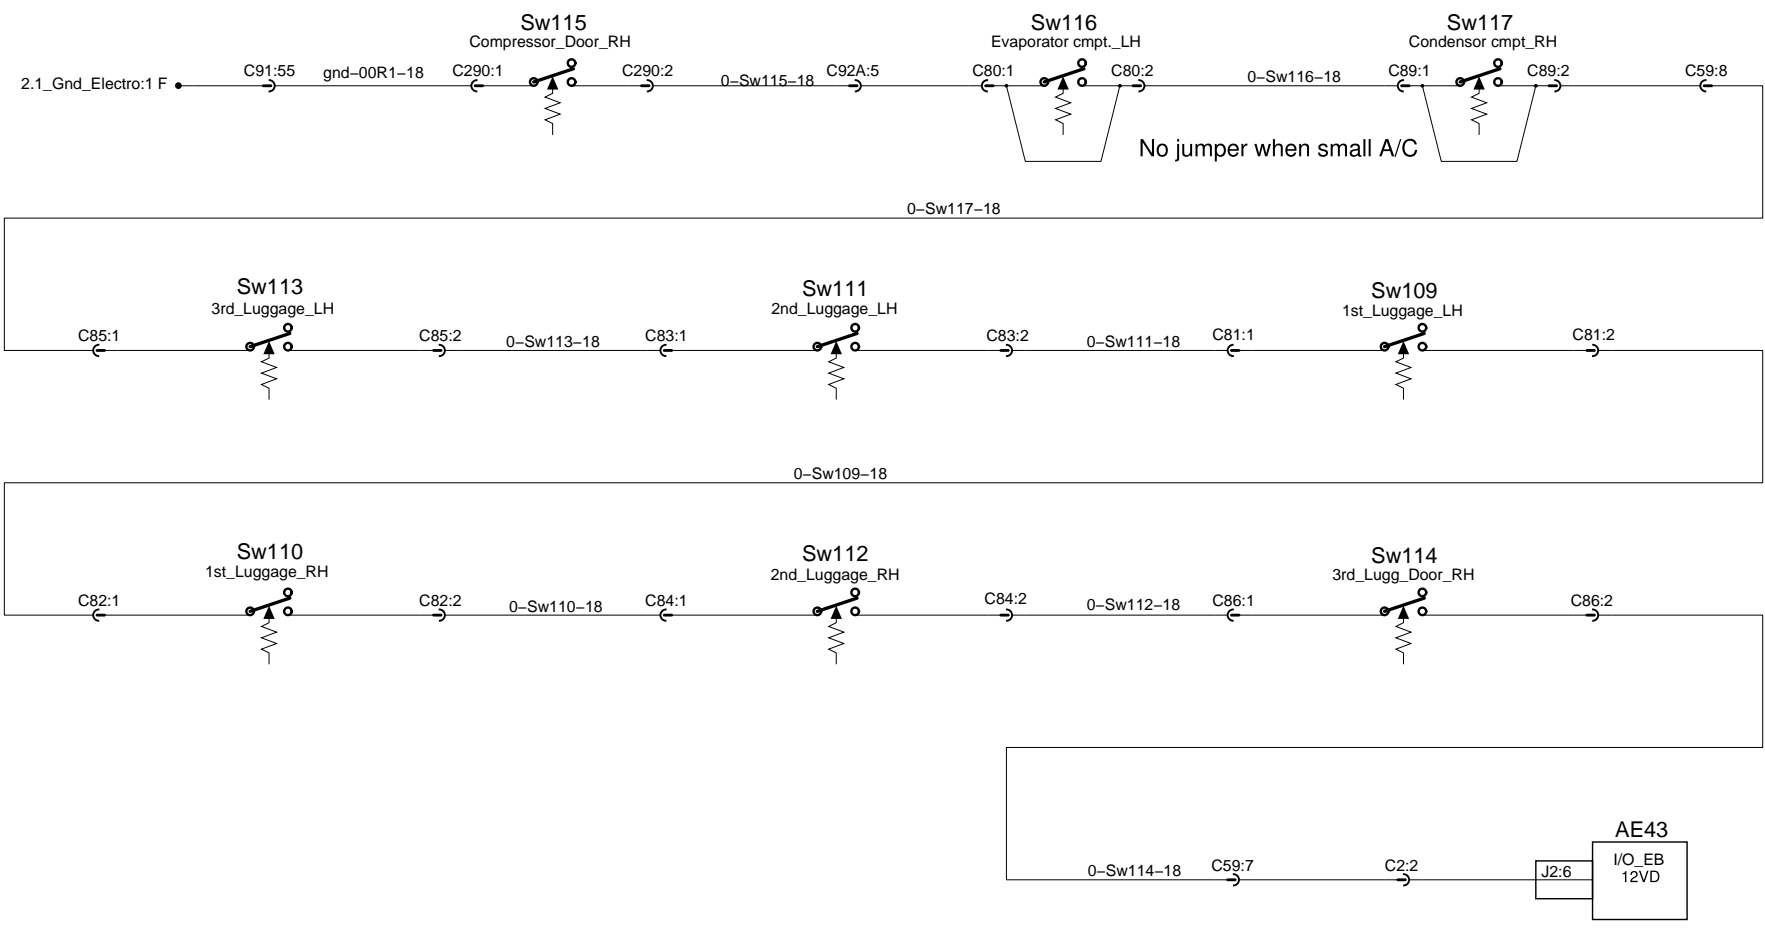 Sw115
Compressor_Door_RH
Sw116
Evaporator cmpt._LH
Sw117
Condensor cmpt_RH
2.1_Gnd_Electro:1 F
C91:55
gnd-00R1-18
C290:1
C290:2
0-Sw115-18
C92A:5
C80:1
C80:2
0-Sw116-18
C89:1
C89:2
C59:8
No jumper when small A/C
0-Sw117-18
Sw113
3rd_Luggage_LH
Sw111
2nd_Luggage_LH
Sw109
1st_Luggage_LH
C85:1
C85:2
0-Sw113-18
C83:1
C83:2
0-Sw111-18
C81:1
C81:2
0-Sw109-18
Sw110
1st_Luggage_RH
Sw112
2nd_Luggage_RH
Sw114
3rd_Lugg_Door_RH
C82:1
C82:2
0-Sw110-18
C84:1
C84:2
0-Sw112-18
C86:1
C86:2
AE43
I/O_EB
12VD
0-Sw114-18
C59:7
C2:2
J2:6